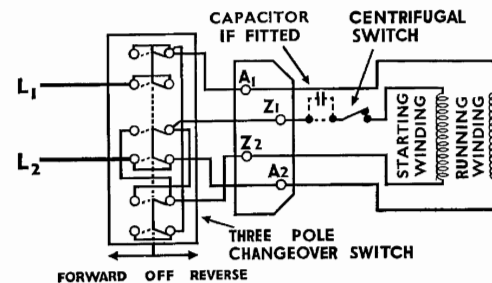 CAPACITOR
IF FITTED
CENTRIFUGAL
SWITCH
L1
A1
Z1
L2
Z2
A2
STARTING
WINDING
RUNNING
WINDING
THREE POLE
CHANGEOVER SWITCH
FORWARD OFF REVERSE